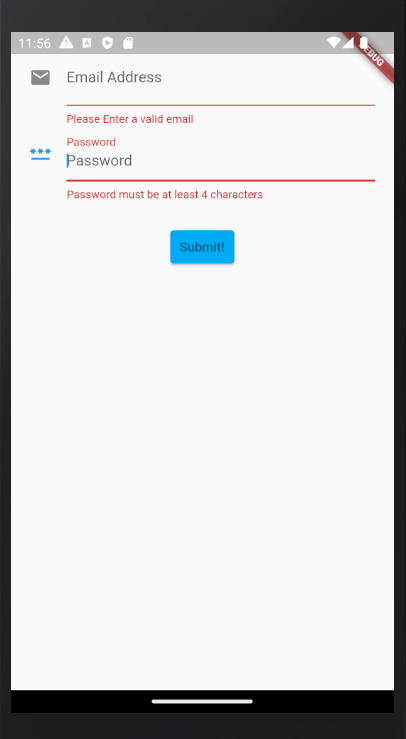 11:56
DEBUG
Email Address
Please Enter a valid email
Password
Password
Password must be at least 4 characters
Submit!